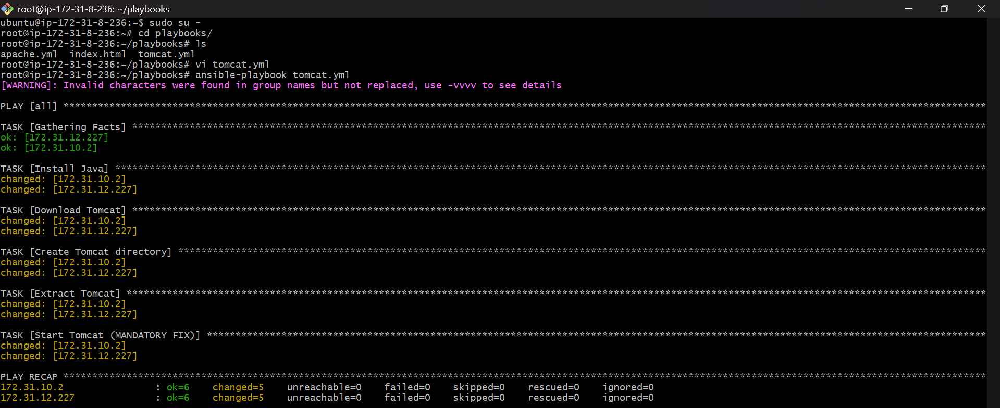 root@ip-172-31-8-236: ~/playbooks
ubuntu@ip-172-31-8-236:~$ sudo su -
root@ip-172-31-8-236:~# cd playbooks/
root@ip-172-31-8-236:~/playbooks# ls
apache.yml  index.html  tomcat.yml
root@ip-172-31-8-236:~/playbooks# vi tomcat.yml
root@ip-172-31-8-236:~/playbooks# ansible-playbook tomcat.yml
[WARNING]: Invalid characters were found in group names but not replaced, use -vvvv to see details
PLAY [all] *****************************************************************************************************************************************************************
TASK [Gathering Facts] *****************************************************************************************************************************************************
ok: [172.31.12.227]
ok: [172.31.10.2]
TASK [Install Java] ********************************************************************************************************************************************************
changed: [172.31.10.2]
changed: [172.31.12.227]
TASK [Download Tomcat] *****************************************************************************************************************************************************
changed: [172.31.10.2]
changed: [172.31.12.227]
TASK [Create Tomcat directory] *********************************************************************************************************************************************
changed: [172.31.10.2]
changed: [172.31.12.227]
TASK [Extract Tomcat] ******************************************************************************************************************************************************
changed: [172.31.10.2]
changed: [172.31.12.227]
TASK [Start Tomcat (MANDATORY FIX)] ****************************************************************************************************************************************
changed: [172.31.10.2]
changed: [172.31.12.227]
PLAY RECAP *****************************************************************************************************************************************************************
172.31.10.2                : ok=6    changed=5    unreachable=0    failed=0    skipped=0    rescued=0    ignored=0
172.31.12.227              : ok=6    changed=5    unreachable=0    failed=0    skipped=0    rescued=0    ignored=0